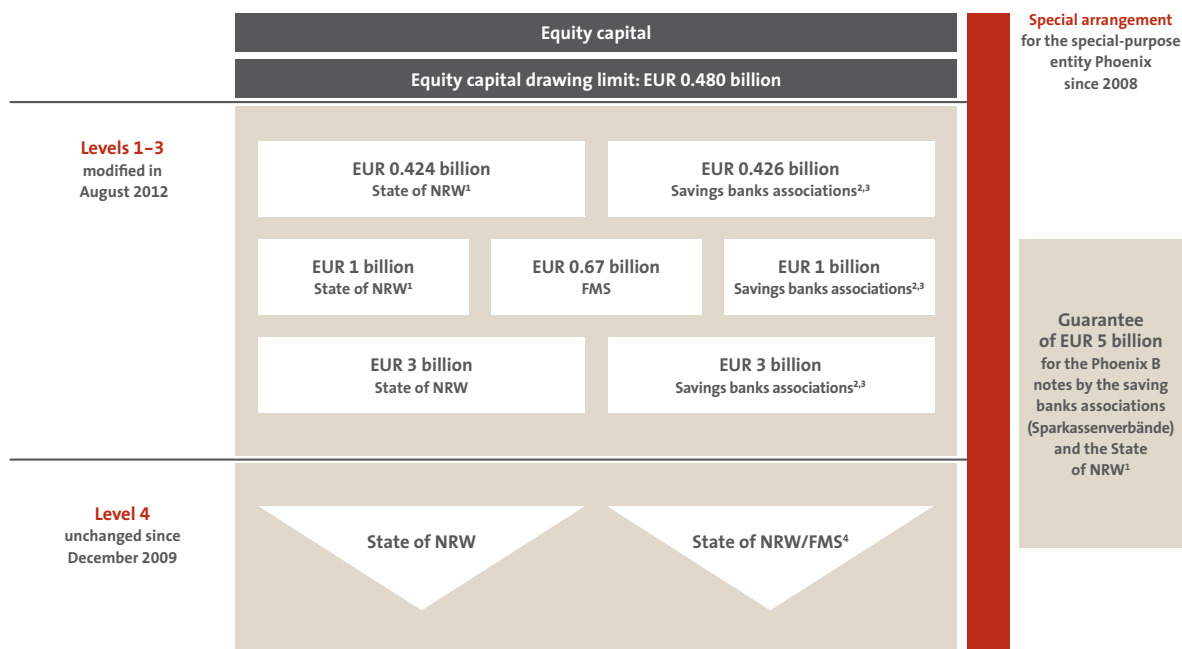 Equity capital
Equity capital drawing limit: EUR 0.480 billion
Special arrangement
for the special-purpose
entity Phoenix
since 2008
Levels 1–3
modified in
August 2012
EUR 0.424 billion
State of NRW¹
EUR 0.426 billion
Savings banks associations²,³
EUR 1 billion
State of NRW¹
EUR 0.67 billion
FMS
EUR 1 billion
Savings banks associations²,³
EUR 3 billion
State of NRW
EUR 3 billion
Savings banks associations²,³
Guarantee
of EUR 5 billion
for the Phoenix B
notes by the saving
banks associations
(Sparkassenverbände)
and the State
of NRW¹
Level 4
unchanged since
December 2009
State of NRW
State of NRW/FMS⁴